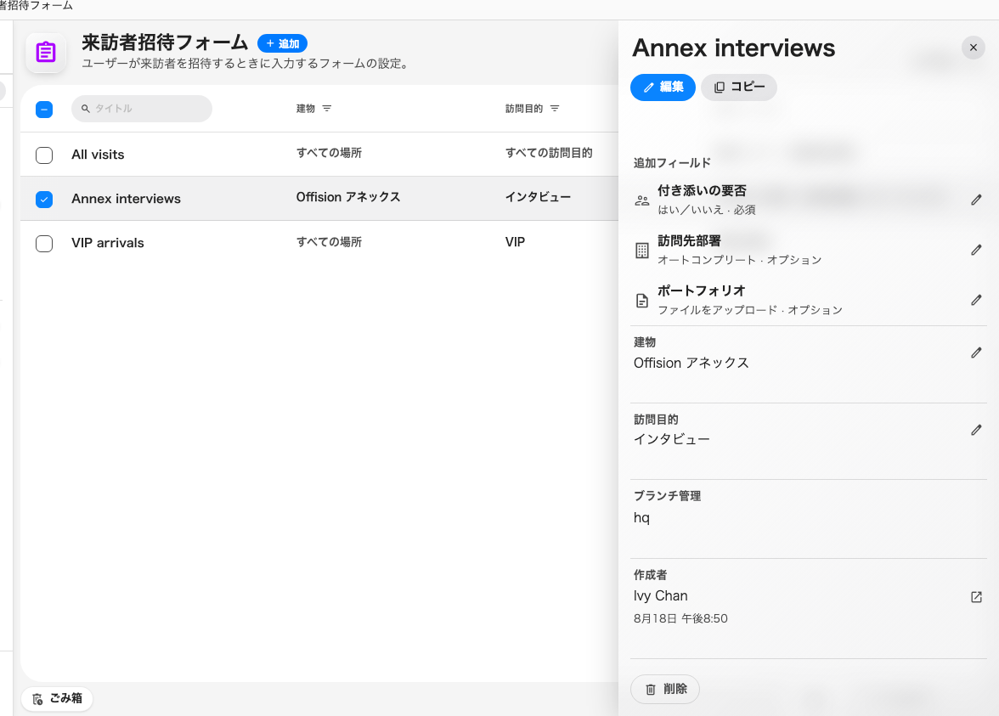 者招待フォーム
来訪者招待フォーム
+ 追加
ユーザーが来訪者を招待するときに入力するフォームの設定。
タイトル
建物
訪問目的
All visits
すべての場所
すべての訪問目的
Annex interviews
Offision アネックス
インタビュー
VIP arrivals
すべての場所
VIP
ごみ箱
Annex interviews
編集
コピー
追加フィールド
付き添いの要否
はい／いいえ · 必須
訪問先部署
オートコンプリート · オプション
ポートフォリオ
ファイルをアップロード · オプション
建物
Offision アネックス
訪問目的
インタビュー
ブランチ管理
hq
作成者
Ivy Chan
8月18日 午後8:50
削除